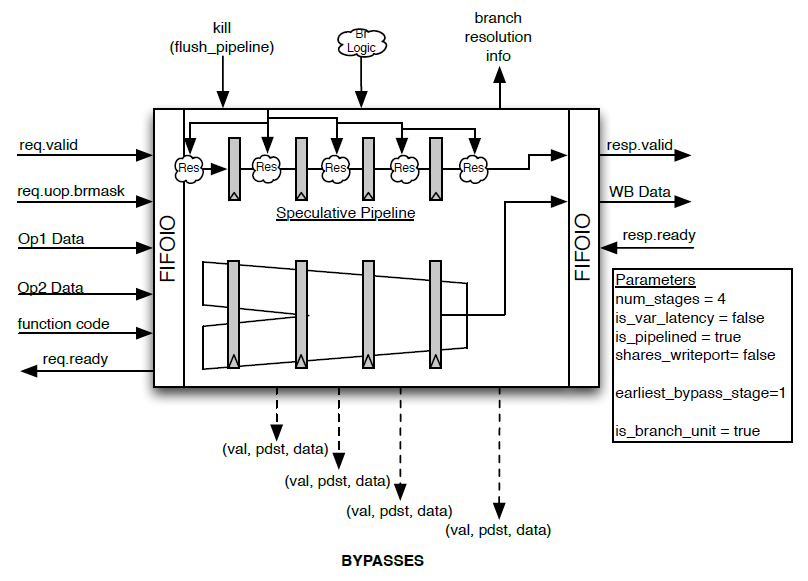 kill
(flush_pipeline)
Br
Logic
branch
resolution
info
req.valid
req.uop.brmask
Op1 Data
Op2 Data
function code
req.ready
FIFOIO
Res
Res
Res
Res
Res
Speculative Pipeline
FIFOIO
resp.valid
WB Data
resp.ready
Parameters
num_stages = 4
is_var_latency = false
is_pipelined = true
shares_writeport= false
earliest_bypass_stage=1
is_branch_unit = true
(val, pdst, data)
(val, pdst, data)
(val, pdst, data)
(val, pdst, data)
BYPASSES